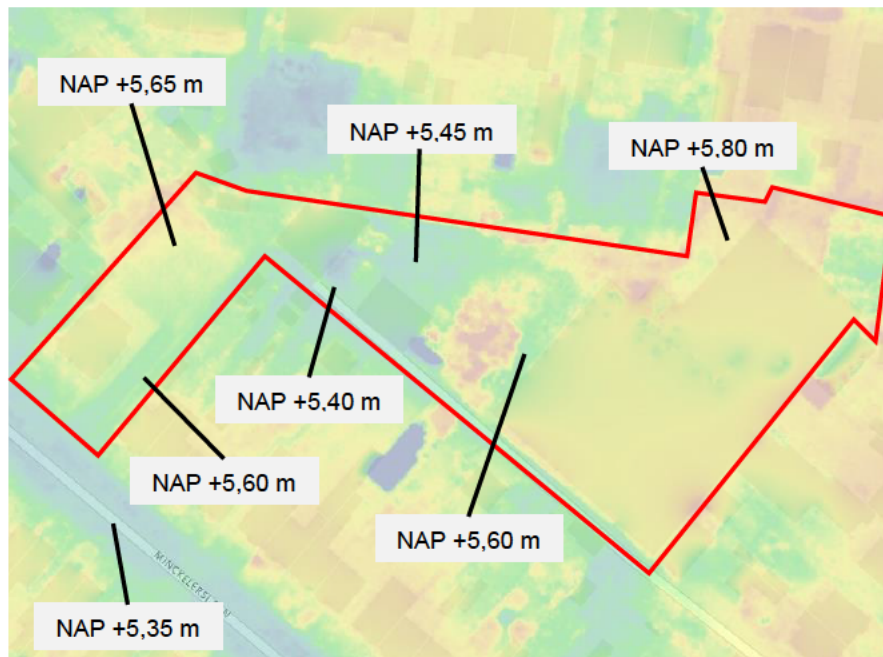 NAP +5,65 m
NAP +5,45 m
NAP +5,80 m
NAP +5,40 m
NAP +5,60 m
NAP +5,60 m
NAP +5,35 m